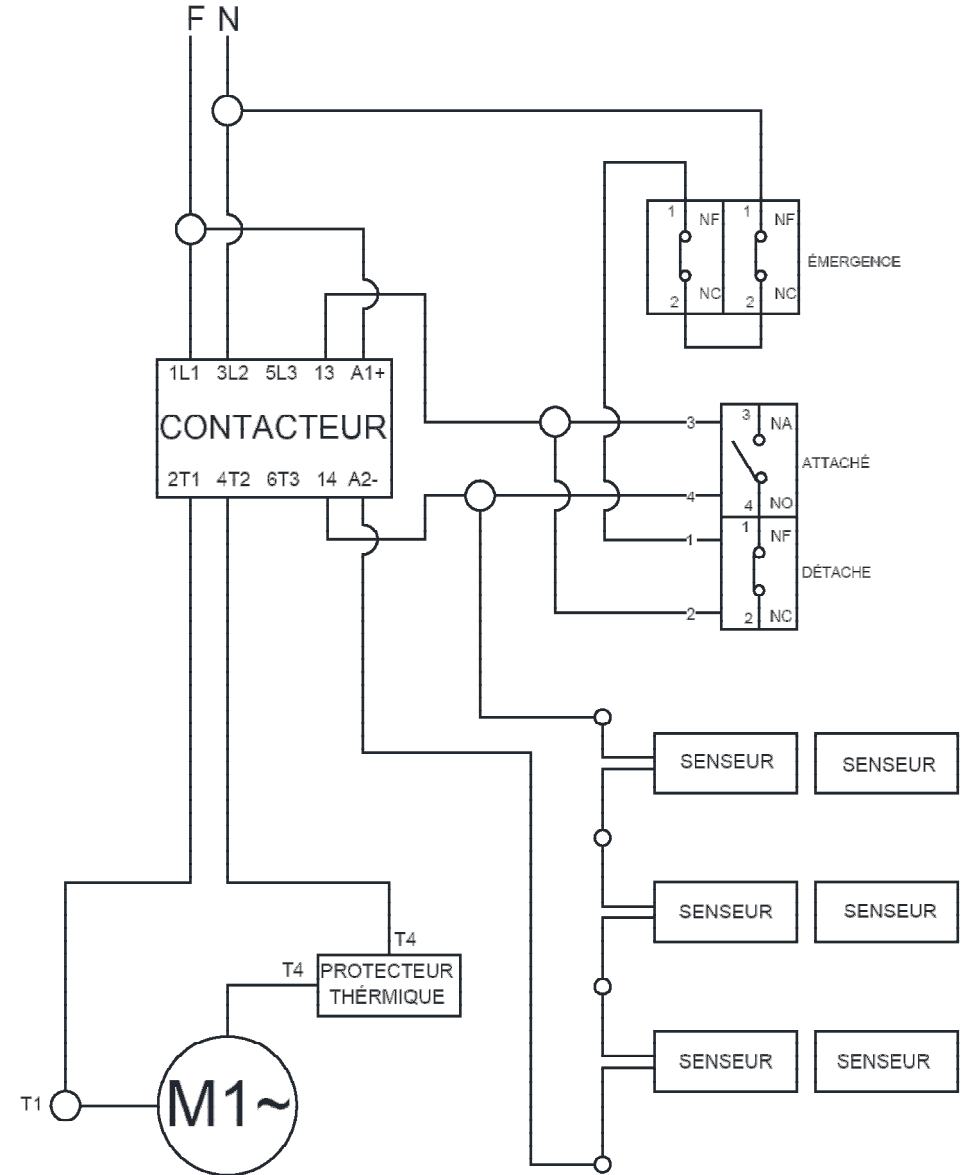 F N
1 NF 1 NF
ÉMERGENCE
2 NC 2 NC
1L1 3L2 5L3 13 A1+
CONTACTEUR
2T1 4T2 6T3 14 A2-
3
3 NA
ATTACHÉ
4
4 NO
1
1 NF
DÉTACHE
2
2 NC
SENSEUR SENSEUR
SENSEUR SENSEUR
T4
T4
PROTECTEUR
THÉRMIQUE
SENSEUR SENSEUR
T1
M1~